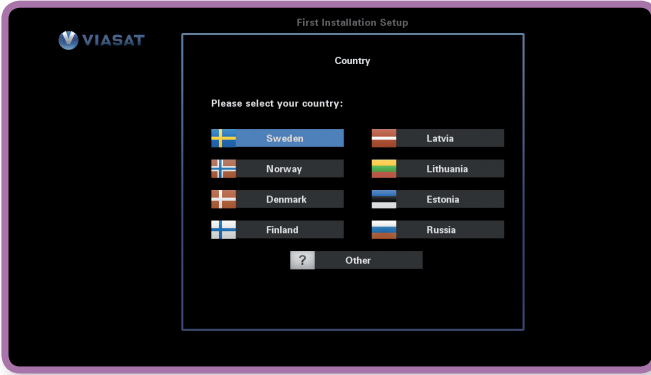 First Installation Setup
VIASAT
Country
Please select your country:
Sweden
Latvia
Norway
Lithuania
Denmark
Estonia
Finland
Russia
? Other